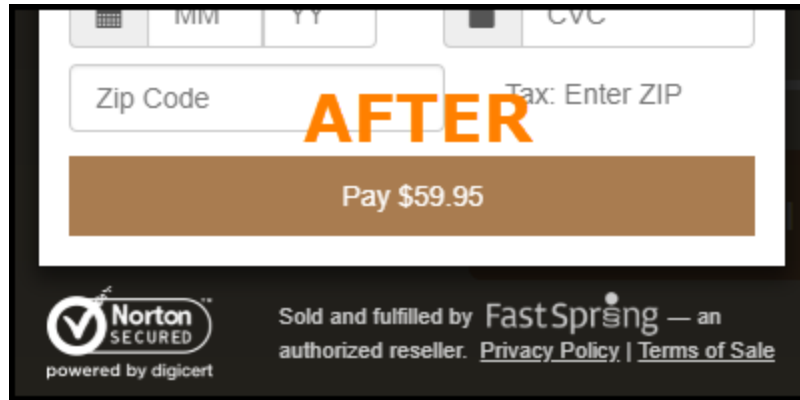 MM YY CVC
Zip Code Tax: Enter ZIP
AFTER
Pay $59.95
Norton
SECURED
powered by digicert
Sold and fulfilled by FastSpring — an
authorized reseller. Privacy Policy | Terms of Sale